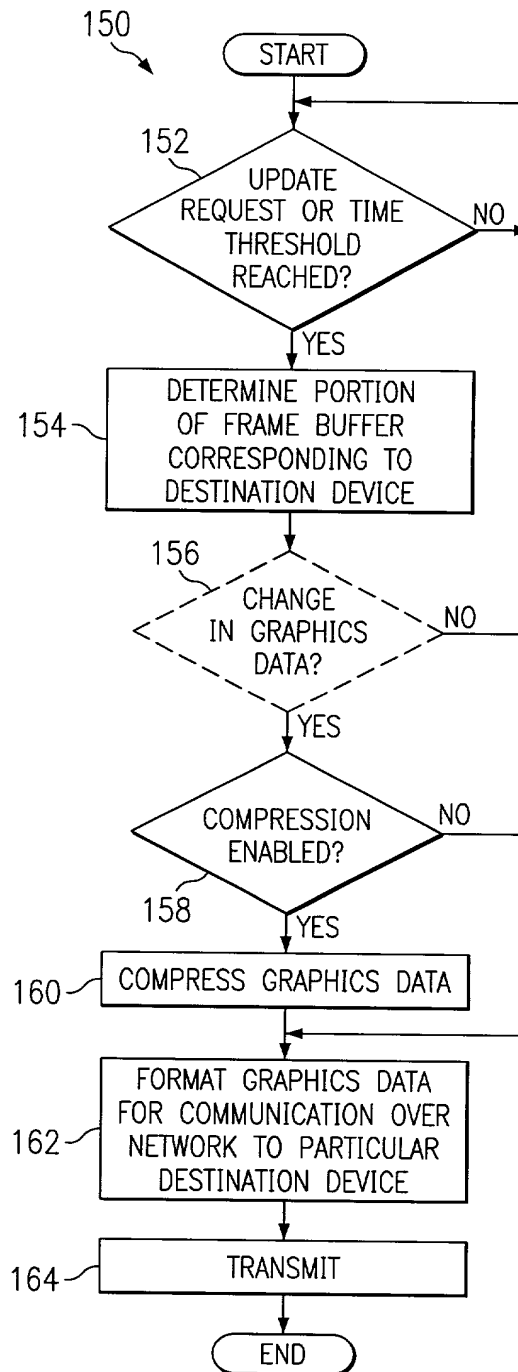 150
START
152
UPDATE
REQUEST OR TIME
THRESHOLD
REACHED?
NO
YES
154
DETERMINE PORTION
OF FRAME BUFFER
CORRESPONDING TO
DESTINATION DEVICE
156
CHANGE
IN GRAPHICS
DATA?
NO
YES
COMPRESSION
ENABLED?
NO
158
YES
160
COMPRESS GRAPHICS DATA
162
FORMAT GRAPHICS DATA
FOR COMMUNICATION OVER
NETWORK TO PARTICULAR
DESTINATION DEVICE
164
TRANSMIT
END